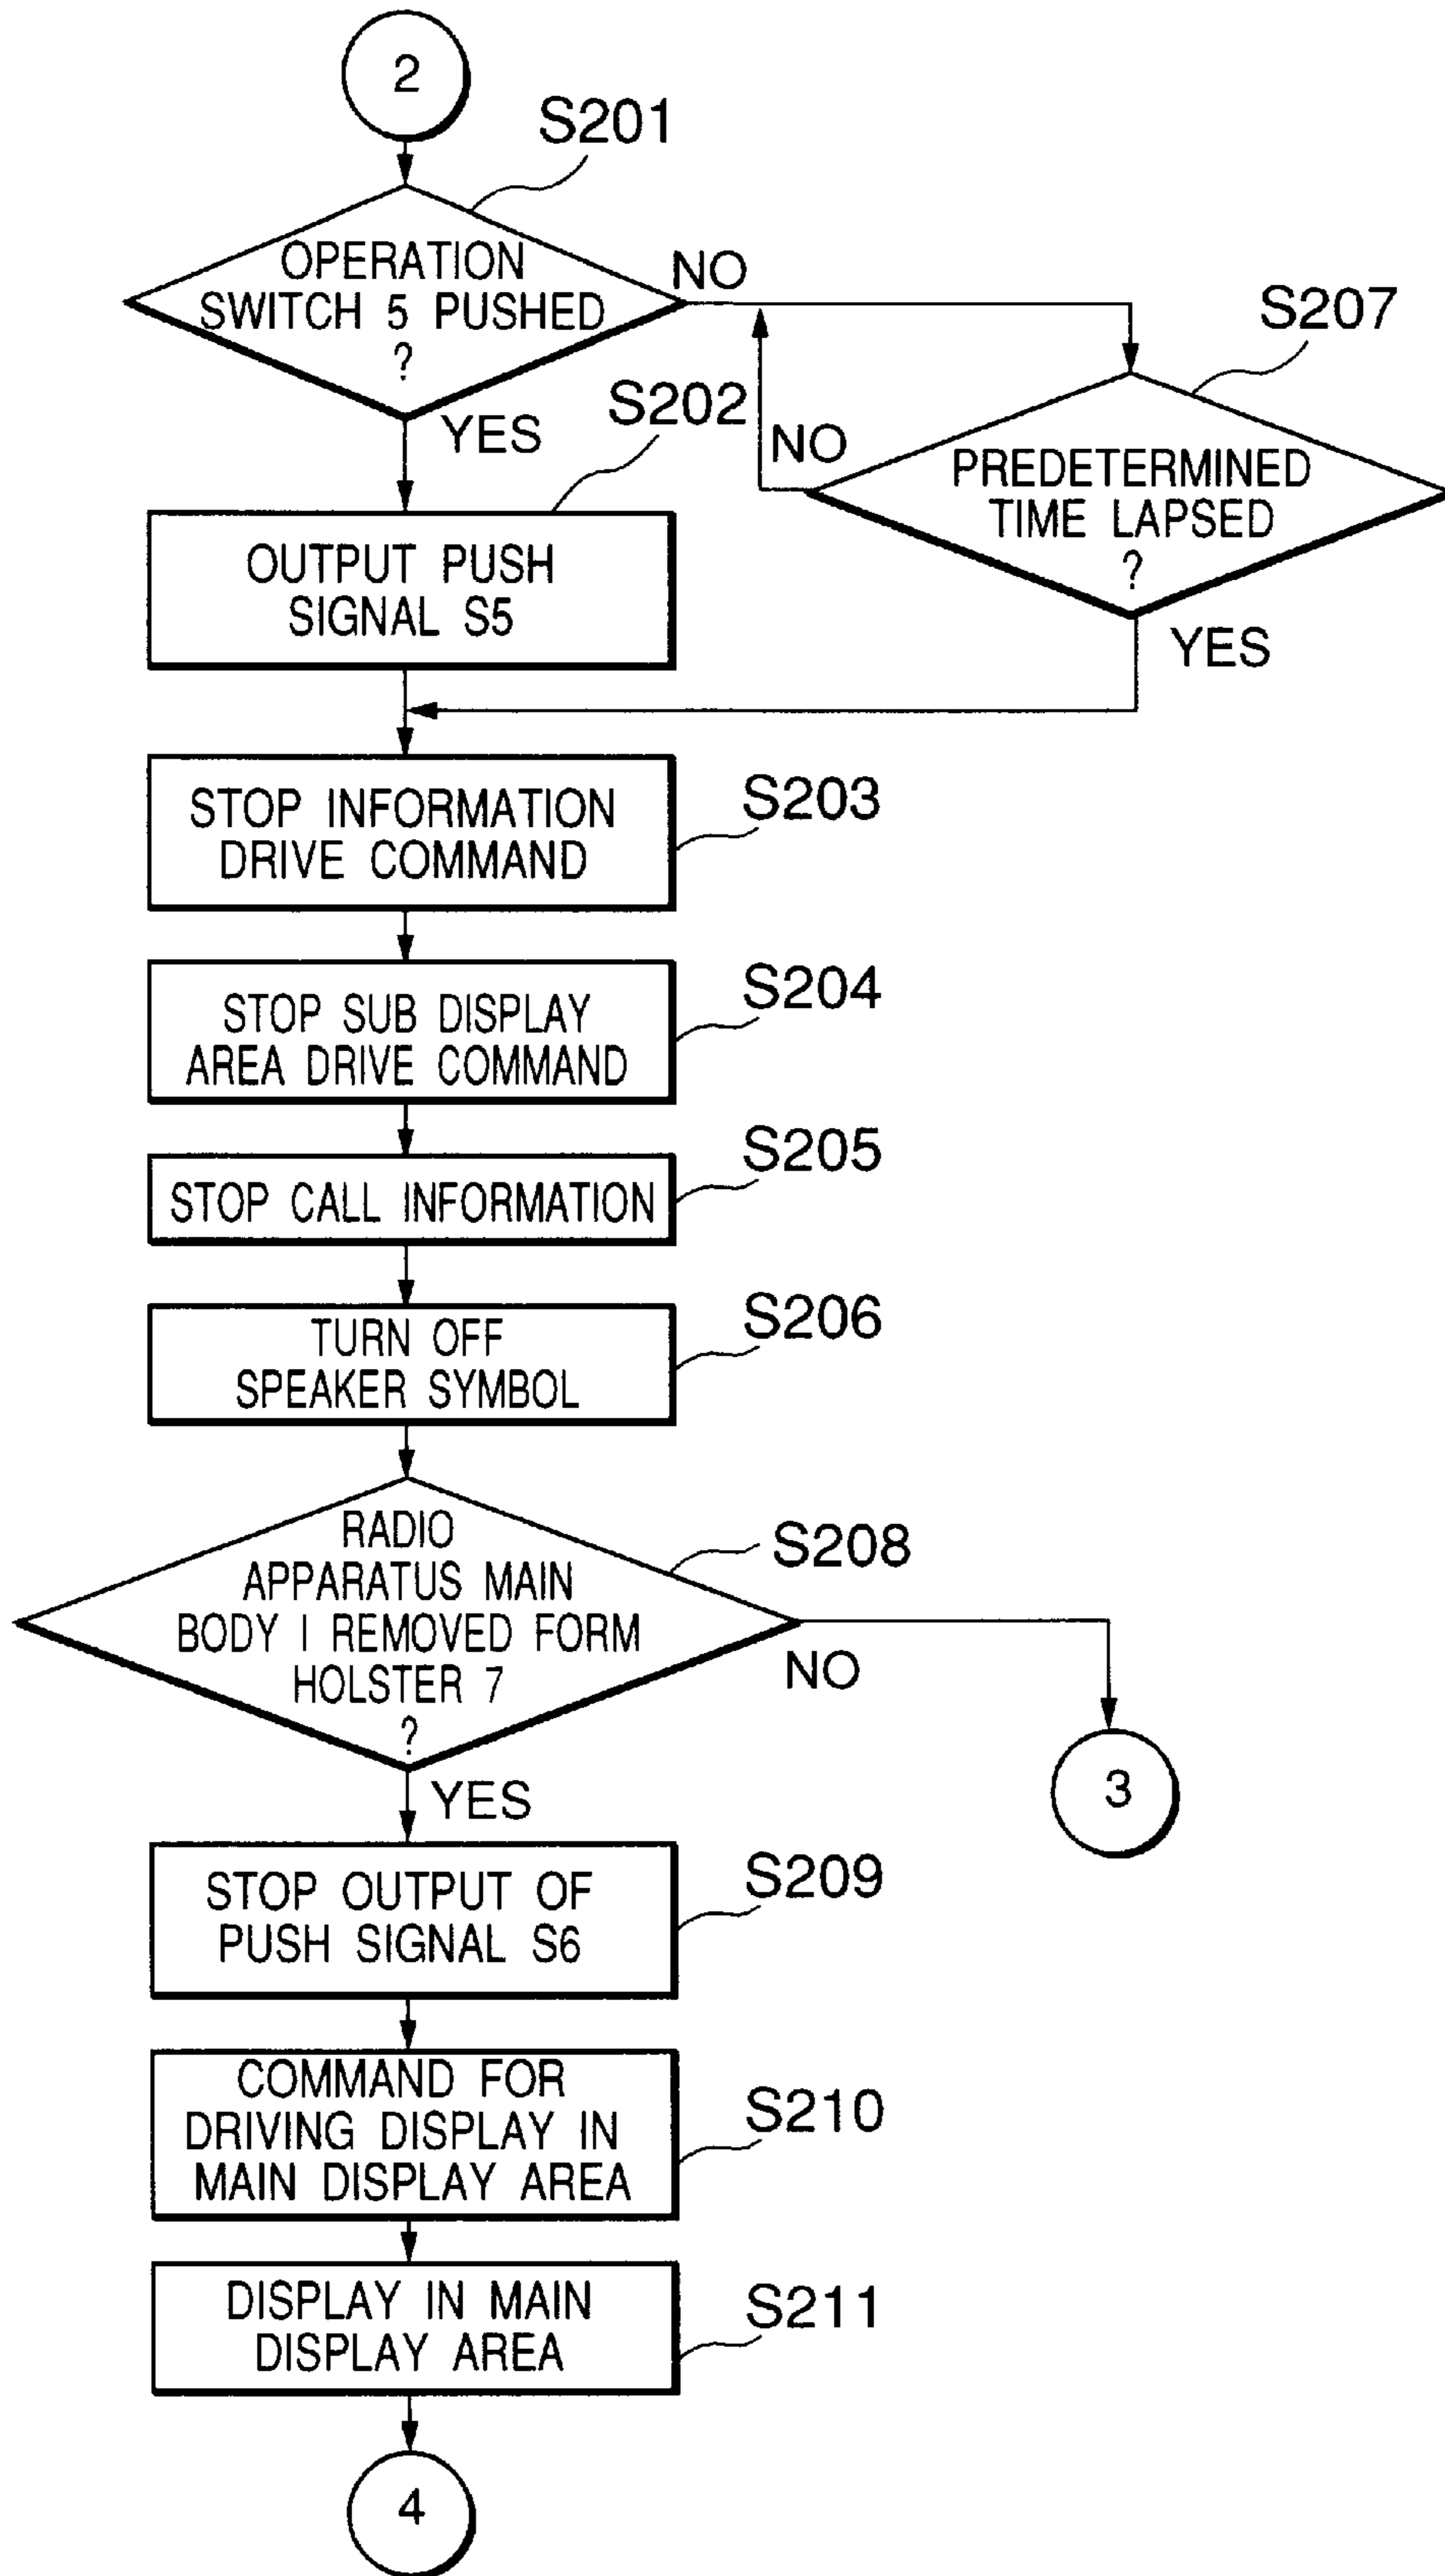 2
S201
OPERATION
SWITCH 5 PUSHED
?
NO
YES
S207
PREDETERMINED
TIME LAPSED
?
NO
YES
S202
OUTPUT PUSH
SIGNAL S5
S203
STOP INFORMATION
DRIVE COMMAND
S204
STOP SUB DISPLAY
AREA DRIVE COMMAND
S205
STOP CALL INFORMATION
S206
TURN OFF
SPEAKER SYMBOL
S208
RADIO
APPARATUS MAIN
BODY I REMOVED FORM
HOLSTER 7
?
NO
3
YES
S209
STOP OUTPUT OF
PUSH SIGNAL S6
S210
COMMAND FOR
DRIVING DISPLAY IN
MAIN DISPLAY AREA
S211
DISPLAY IN MAIN
DISPLAY AREA
4